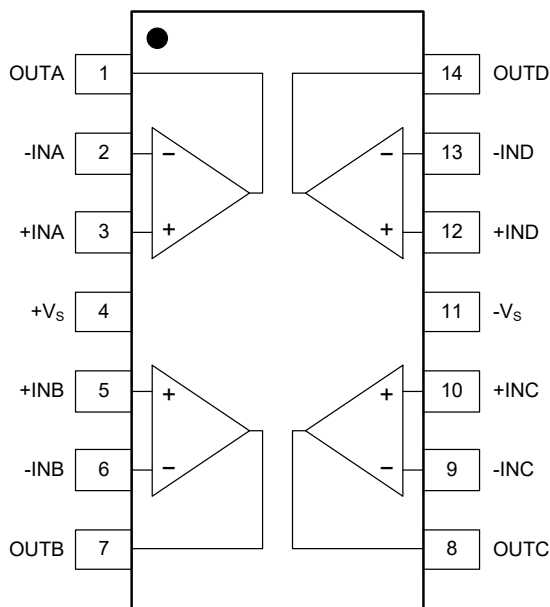 OUTA 1 14 OUTD
-INA 2 − − 13 -IND
+INA 3 + + 12 +IND
+VS 4 11 -VS
+INB 5 + + 10 +INC
-INB 6 − − 9 -INC
OUTB 7 8 OUTC